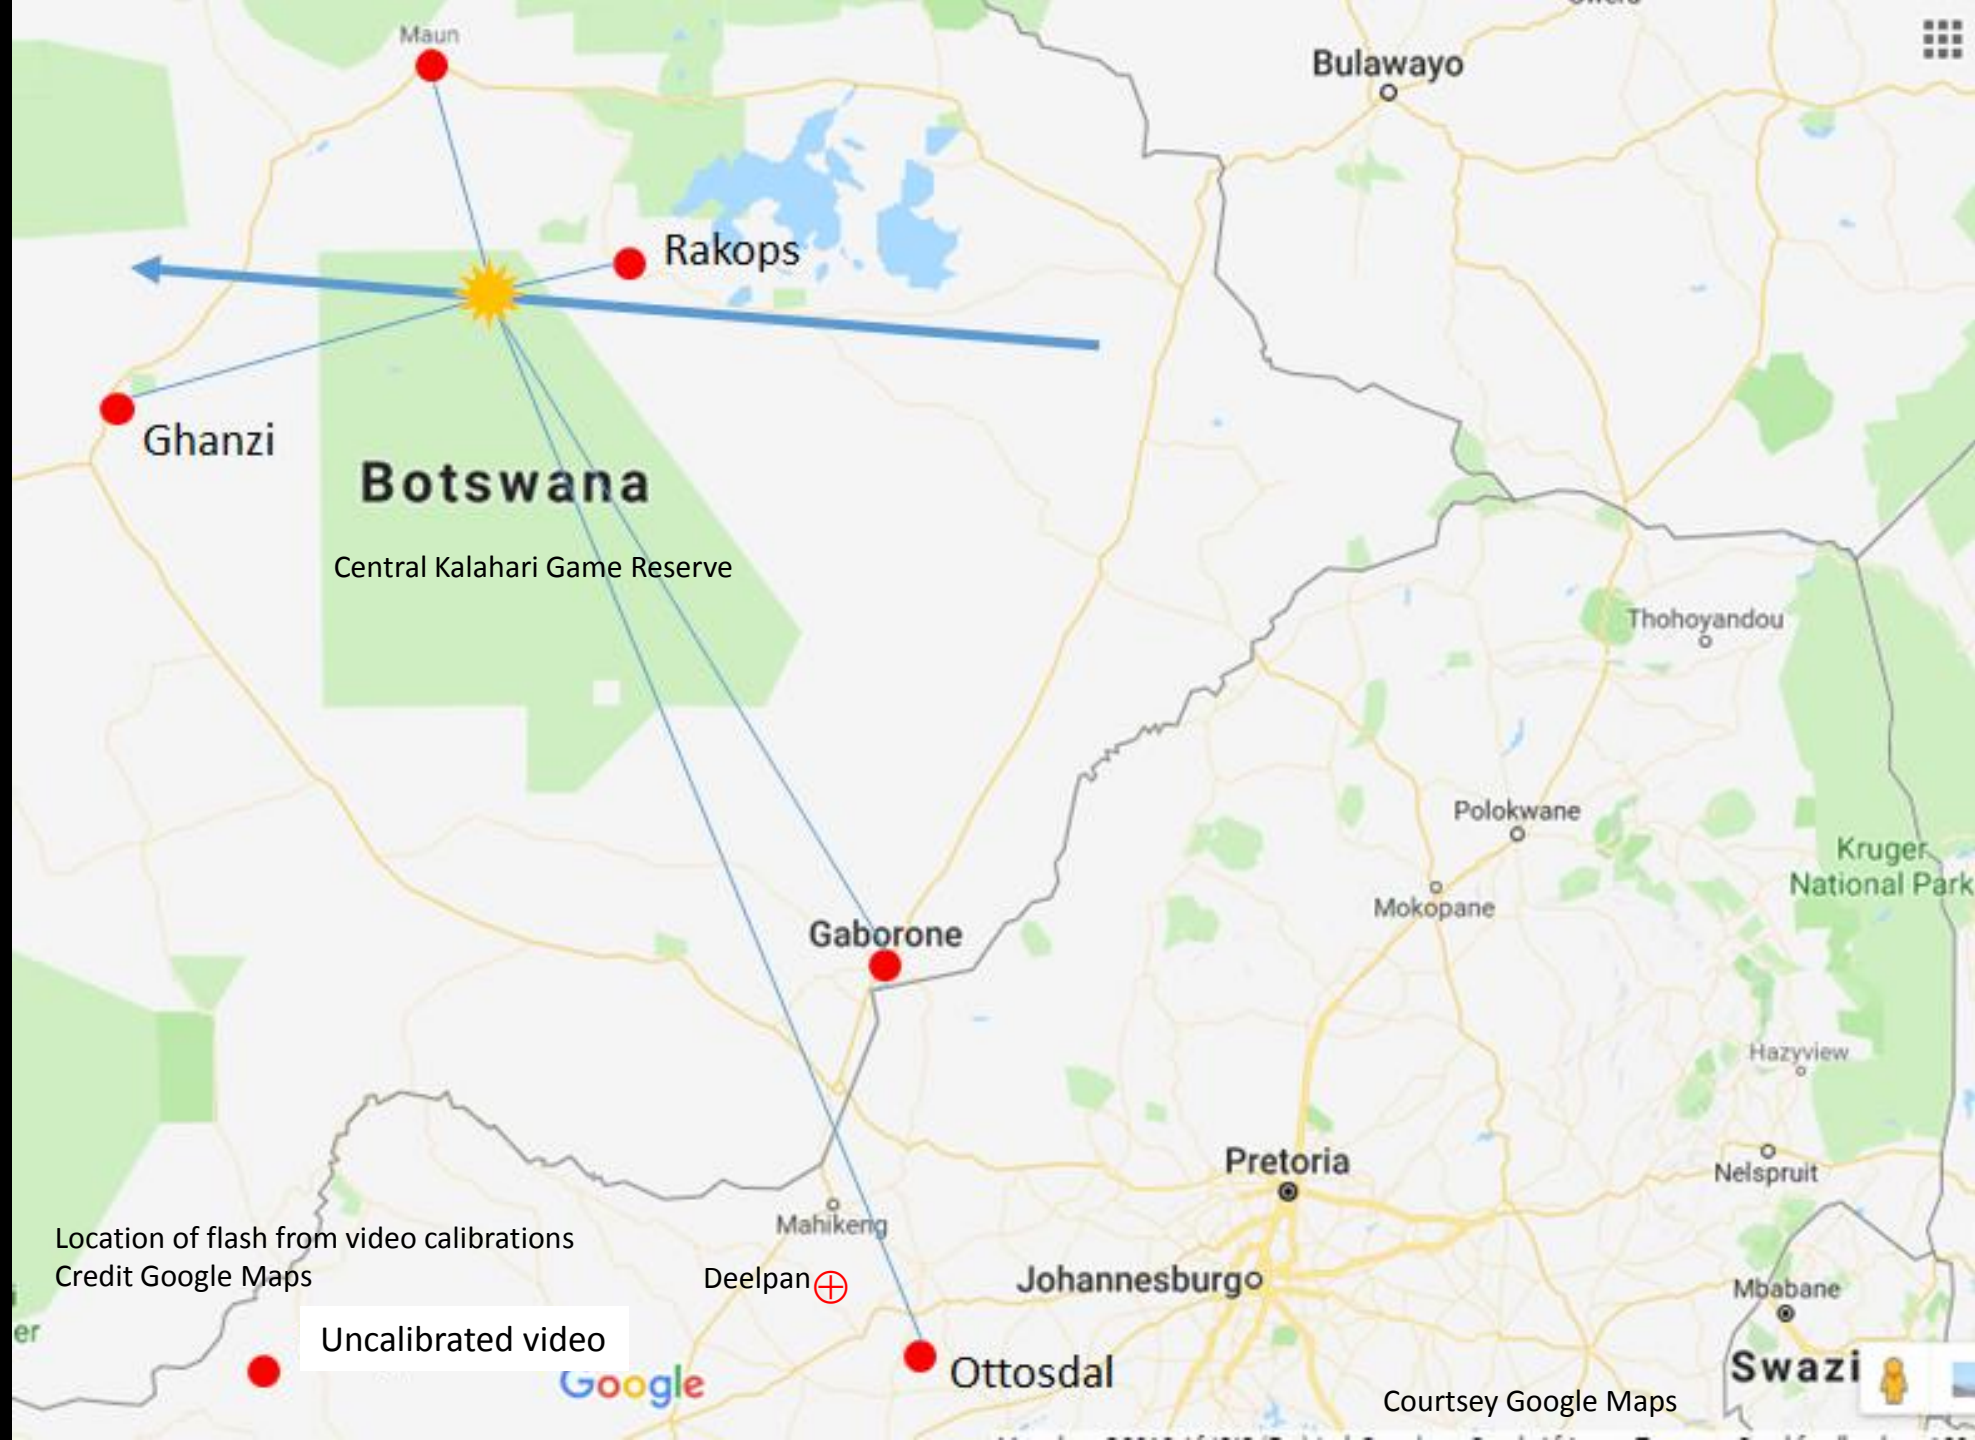 Maun
Bulawayo
Rakops
Ghanzi
Botswana
Central Kalahari Game Reserve
Thohoyandou
Polokwane
Kruger
National Park
Mokopane
Gaborone
Hazyview
Pretoria
Nelspruit
Mahikeng
Location of flash from video calibrations
Credit Google Maps
Deelpan
Johannesburg
Mbabane
er
Uncalibrated video
Google
Ottosdal
Swazi
Courtsey Google Maps